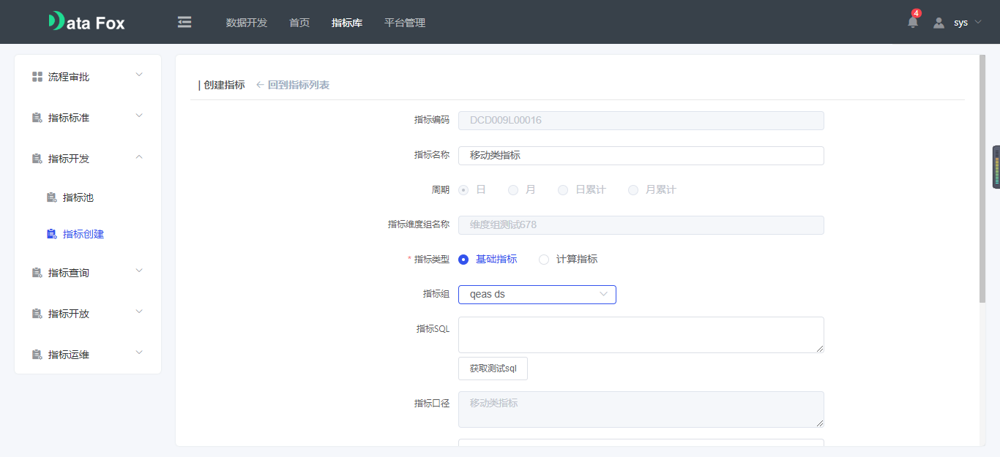 Data Fox
数据开发 首页 指标库 平台管理
4
sys
流程审批
指标标准
指标开发
指标池
指标创建
指标查询
指标开放
指标运维
| 创建指标 ← 回到指标列表
指标编码 DCD009L00016
指标名称 移动类指标
周期 日 月 日累计 月累计
指标维度组名称 维度组测试678
* 指标类型 基础指标 计算指标
指标组 qeas ds
指标SQL
获取测试sql
指标口径 移动类指标